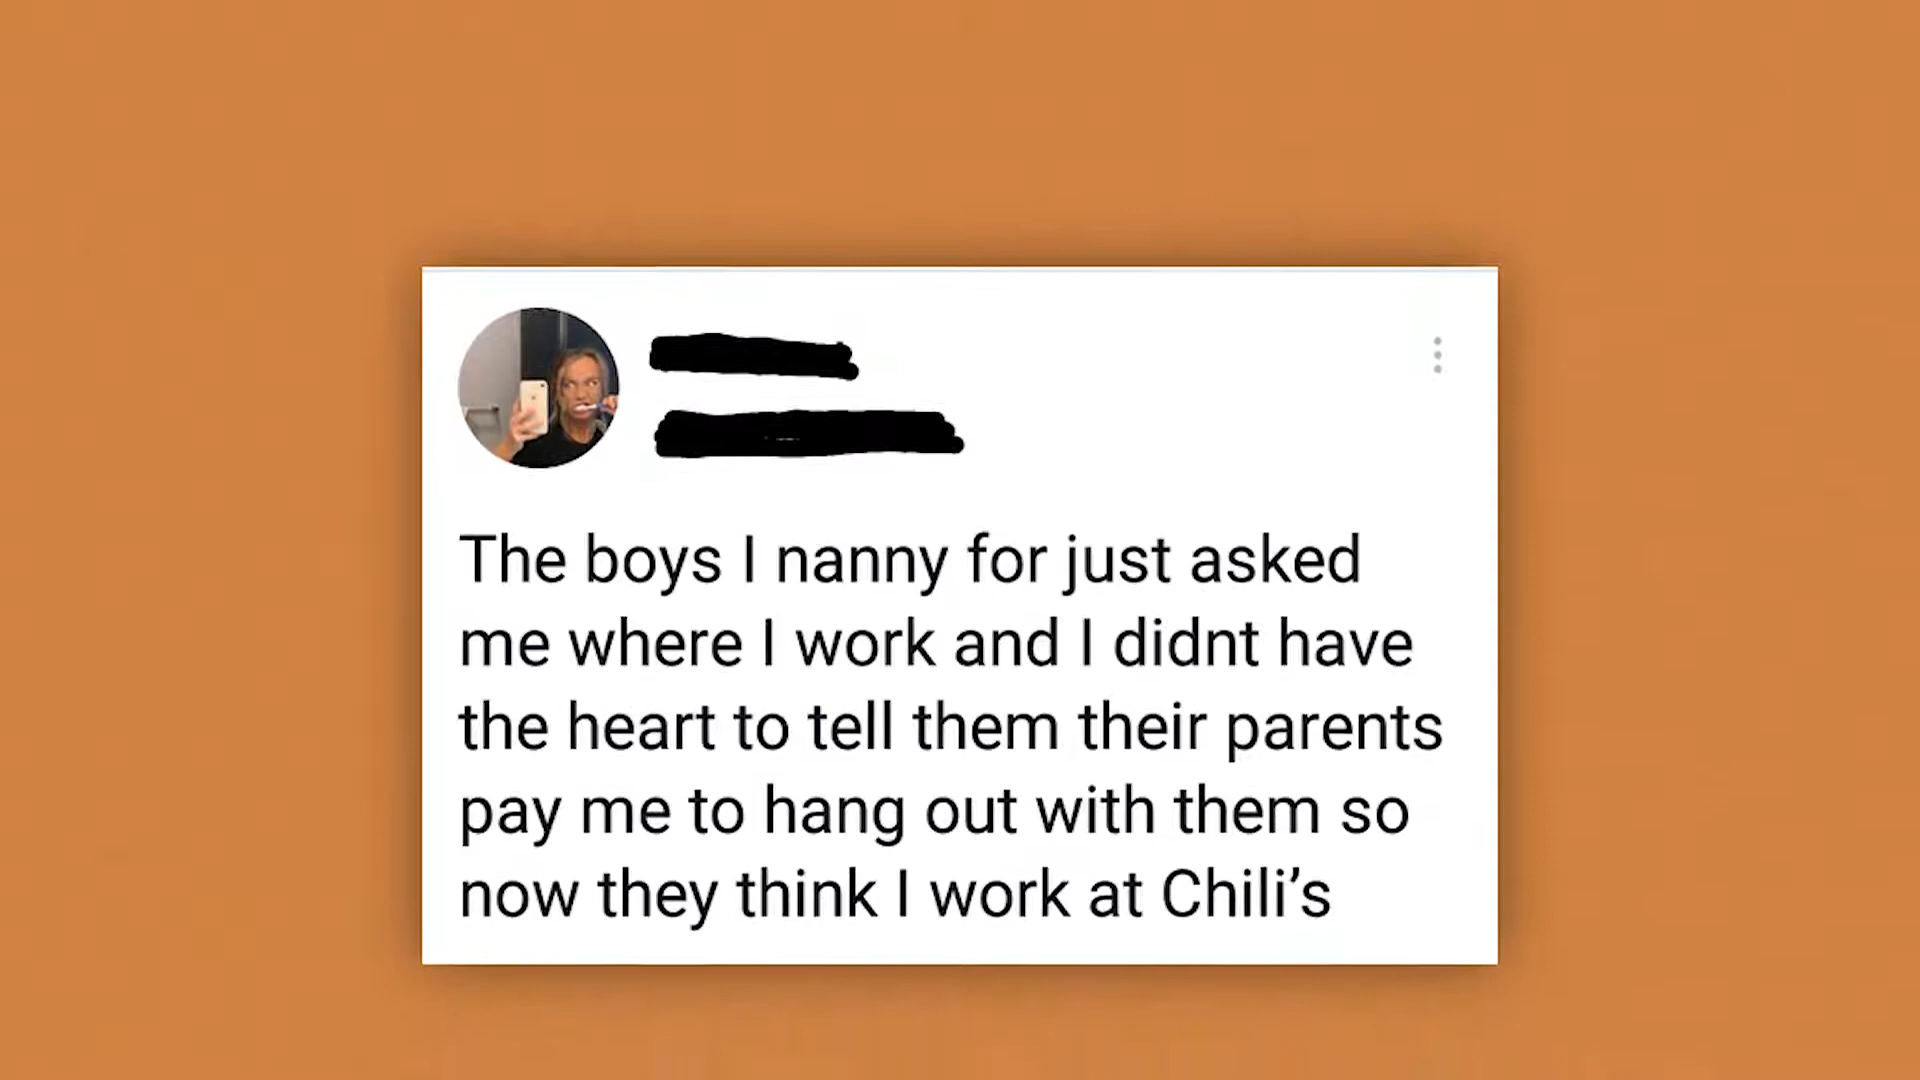 The boys I nanny for just asked
me where I work and I didnt have
the heart to tell them their parents
pay me to hang out with them so
now they think I work at Chili’s